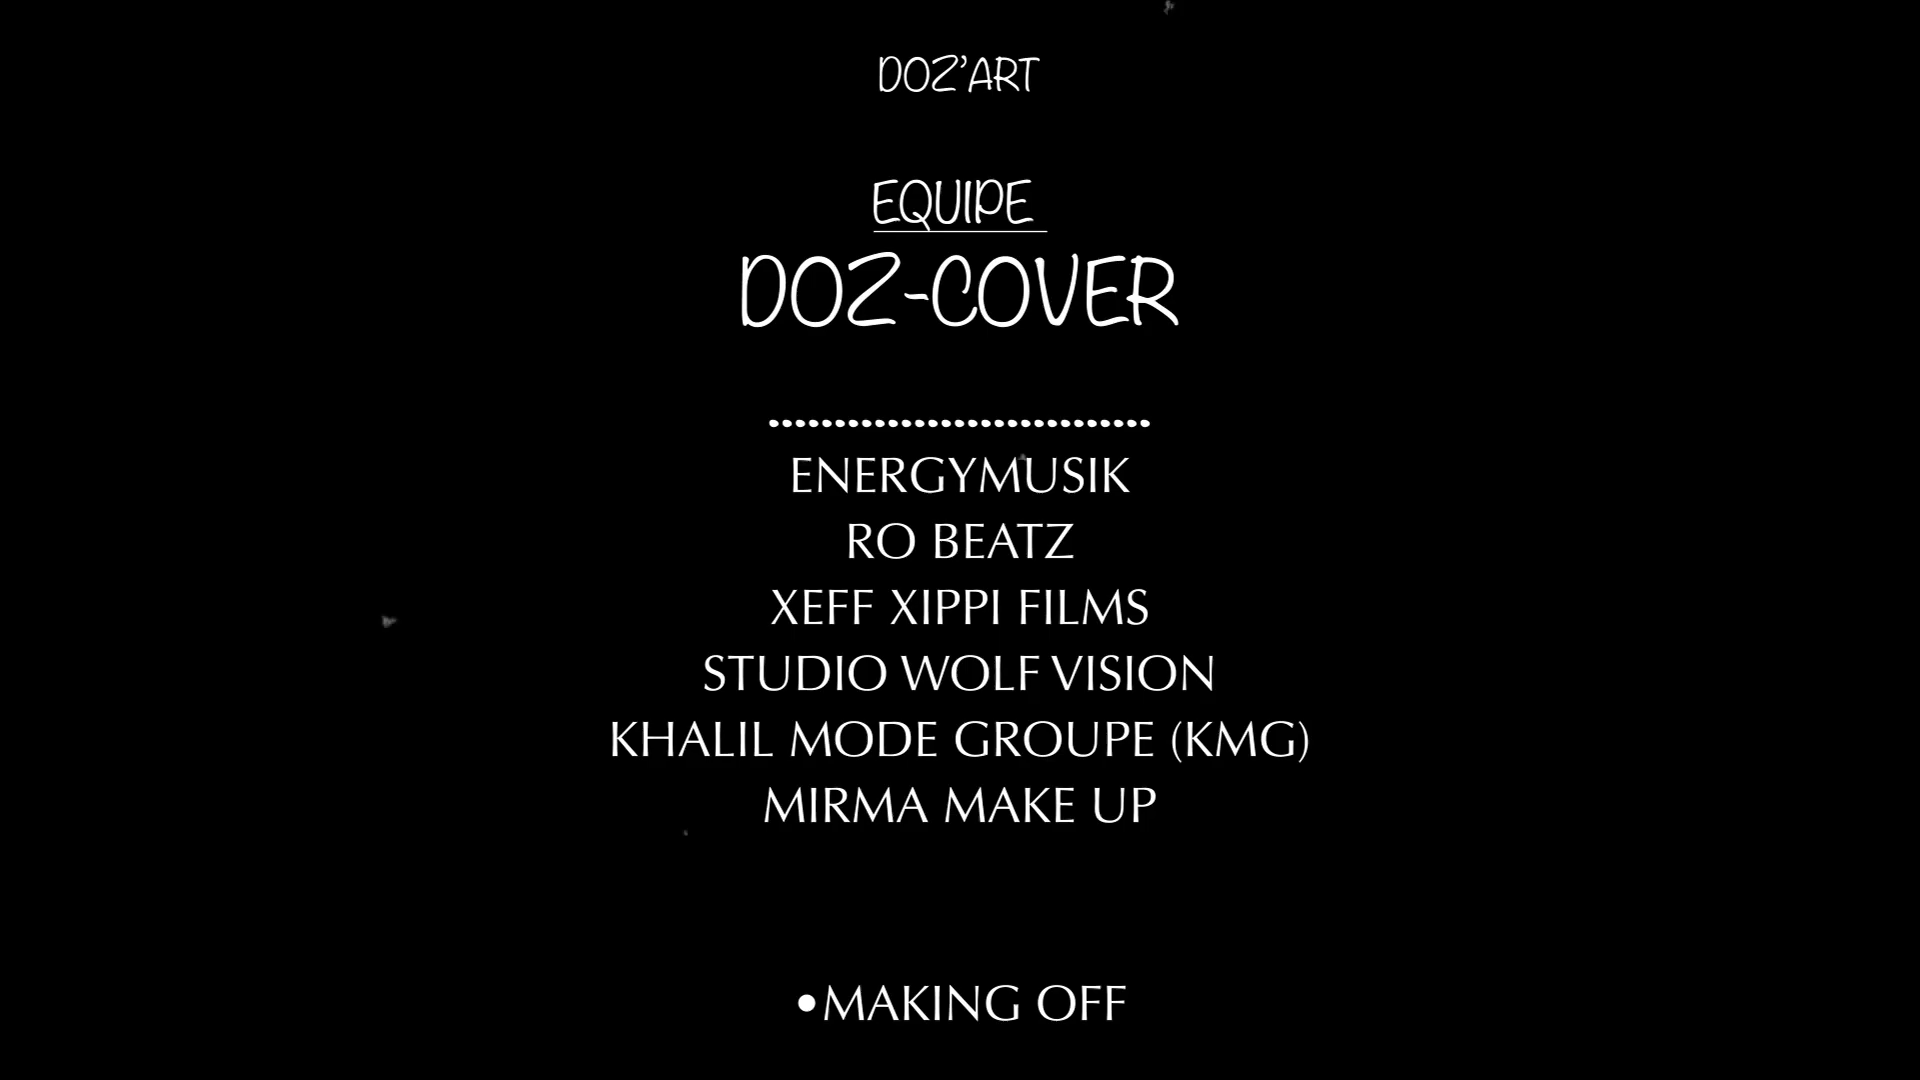 DOZ'ART
EQUIPE
DOZ-COVER
.............................
ENERGYMUSIK
RO BEATZ
XEFF XIPPI FILMS
STUDIO WOLF VISION
KHALIL MODE GROUPE (KMG)
MIRMA MAKE UP
•MAKING OFF